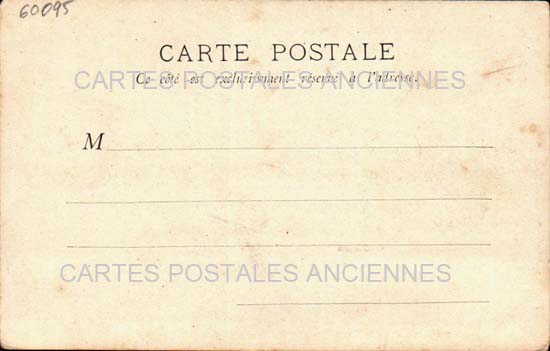 60095
CARTE POSTALE
CARTES POSTALES ANCIENNES
Ce côté est exclusivement réservé à l'adresse.
M
CARTES POSTALES ANCIENNES